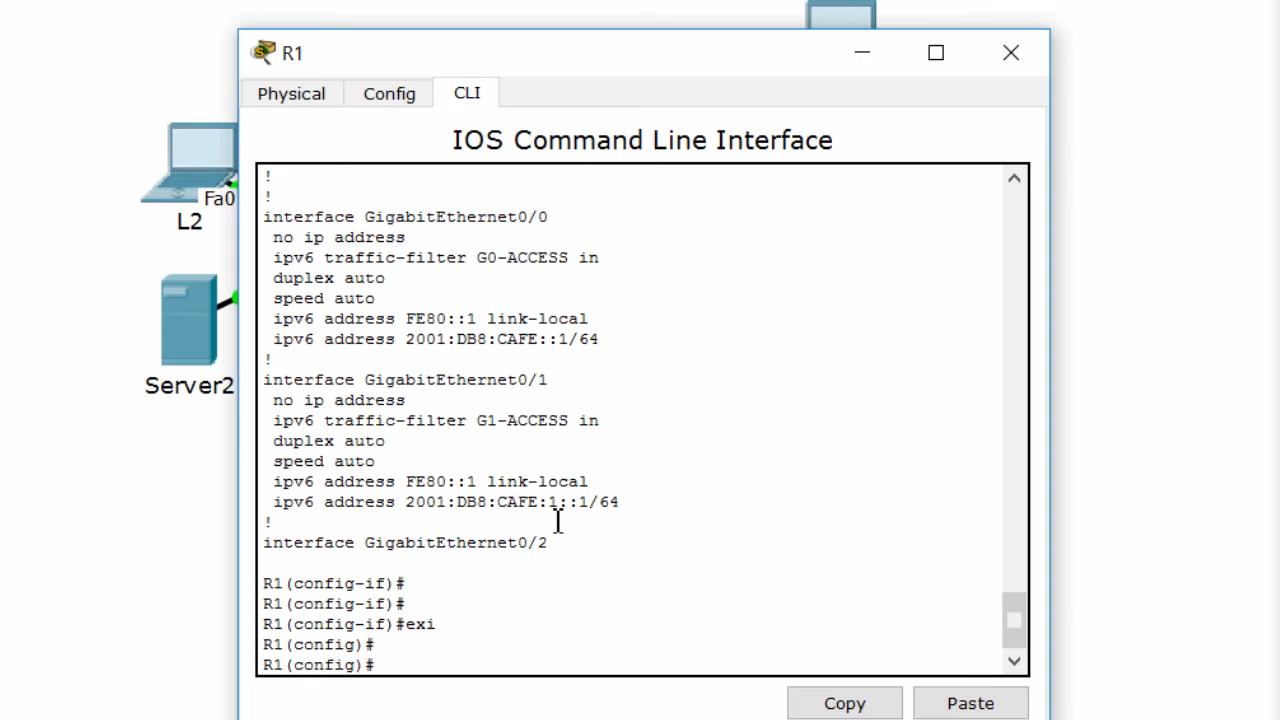 R1
Physical
Config
CLI
IOS Command Line Interface
!
!
interface GigabitEthernet0/0
no ip address
ipv6 traffic-filter G0-ACCESS in
duplex auto
speed auto
ipv6 address FE80::1 link-local
ipv6 address 2001:DB8:CAFE::1/64
!
interface GigabitEthernet0/1
no ip address
ipv6 traffic-filter G1-ACCESS in
duplex auto
speed auto
ipv6 address FE80::1 link-local
ipv6 address 2001:DB8:CAFE:1::1/64
!
interface GigabitEthernet0/2
R1(config-if)#
R1(config-if)#
R1(config-if)#exi
R1(config)#
R1(config)#
Copy
Paste
Fa0
L2
Server2